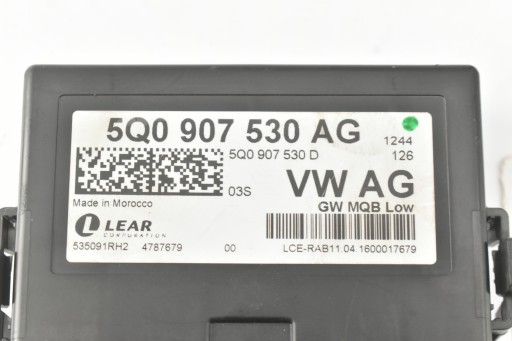 5Q0 907 530 AG
1244
5Q0 907 530 D
126
03S
VW AG
Made in Morocco
GW MQB Low
LEAR
CORPORATION
535091RH2 4787679 00 LCE-RAB11.04.1600017679